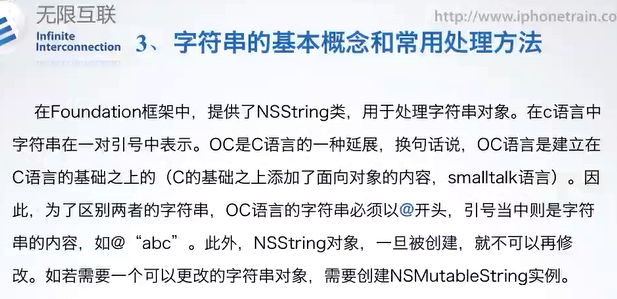 无限互联
http://www.iphonetrain.co
Infinite
Interconnection
3、字符串的基本概念和常用处理方法
在Foundation框架中，提供了NSString类，用于处理字符串对象。在c语言中
字符串在一对引号中表示。OC是C语言的一种延展，换句话说，OC语言是建立在
C语言的基础之上的（C的基础之上添加了面向对象的内容，smalltalk语言）。因
此，为了区别两者的字符串，OC语言的字符串必须以@开头，引号当中则是字符
串的内容，如@“abc”。此外，NSString对象，一旦被创建，就不可以再修
改。如若需要一个可以更改的字符串对象，需要创建NSMutableString实例。